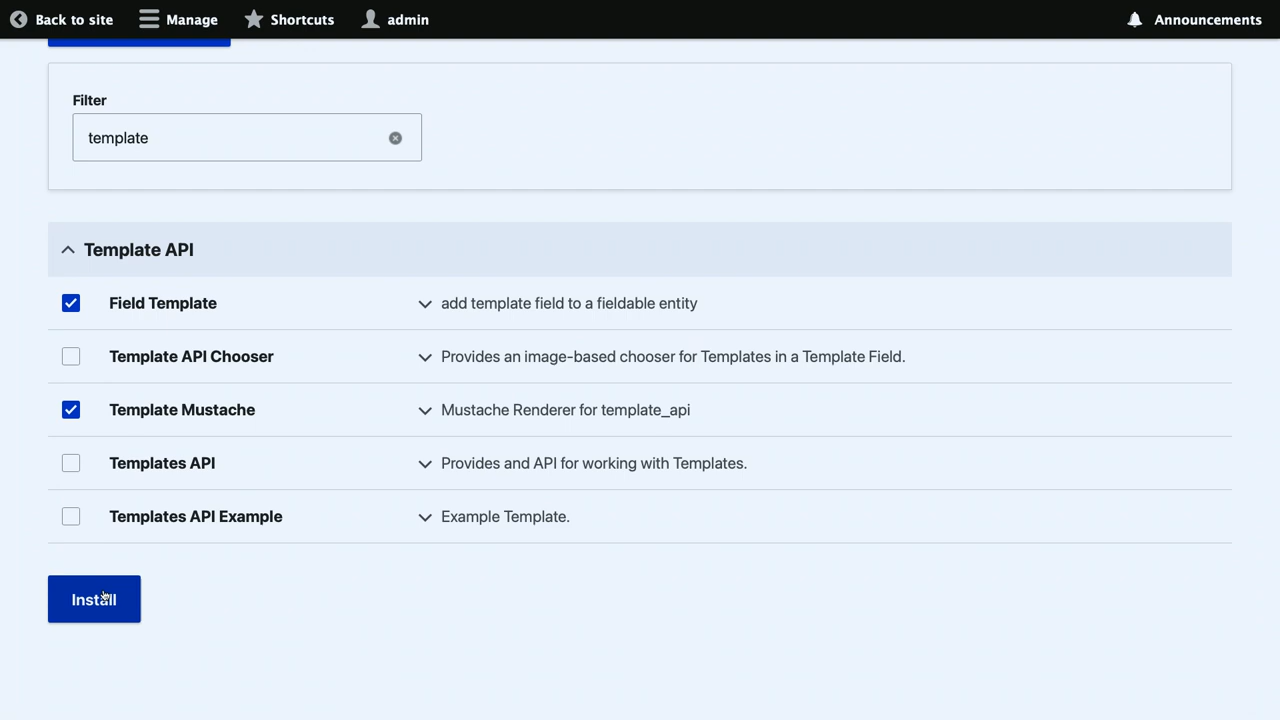 Back to site Manage Shortcuts admin Announcements
Filter
template
Template API
Field Template add template field to a fieldable entity
Template API Chooser Provides an image-based chooser for Templates in a Template Field.
Template Mustache Mustache Renderer for template_api
Templates API Provides and API for working with Templates.
Templates API Example Example Template.
Install